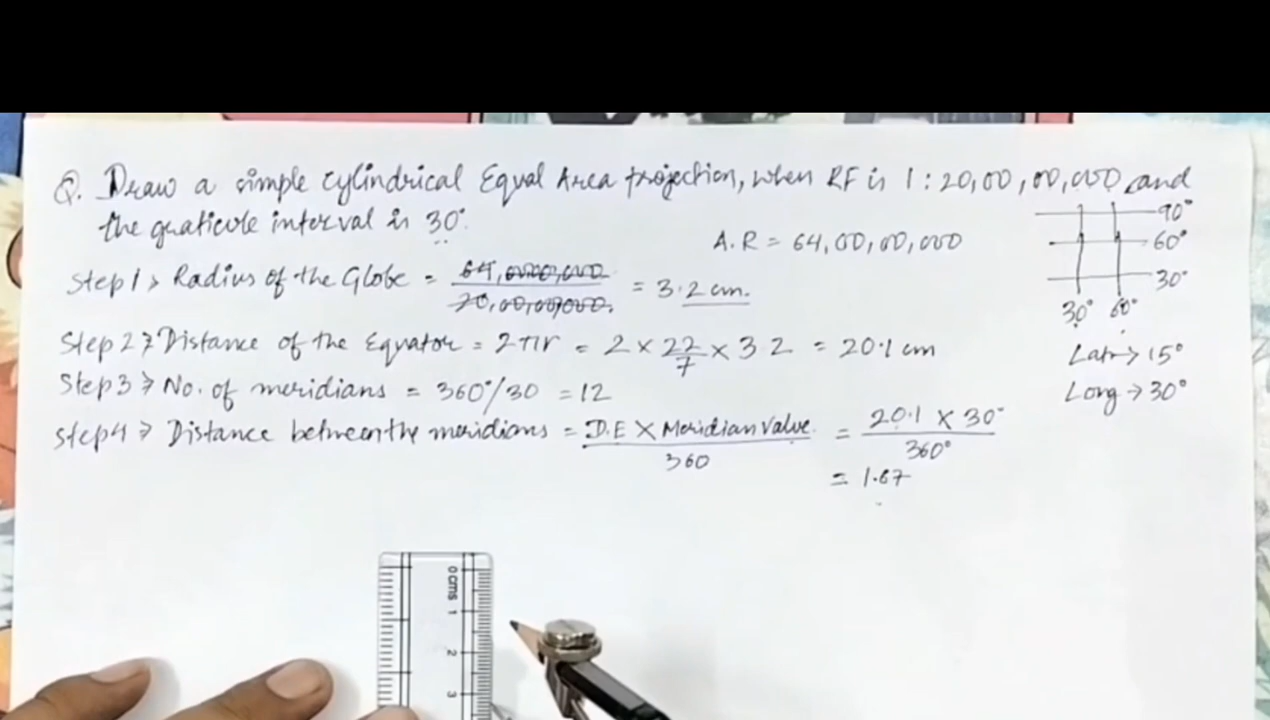 Q. Draw a simple cylindrical Equal Area projection, when RF is 1:20,00,00,000 and
the graticule interval is 30°.
A.R = 64,00,00,000
90°
60°
30°
30° 60°
Step 1 > Radius of the Globe = 64,0000,000 / 20,00,00,000. = 3.2 cm.
Step 2 > Distance of the Equator = 2πr = 2 × 22/7 × 3.2 = 20.1 cm
Lat → 15°
Step 3 > No. of meridians = 360°/30 = 12
Long → 30°
Step 4 > Distance between the meridians = D.E × Meridian Value / 360 = 20.1 × 30° / 360°
= 1.67
0 cms 1 2 3